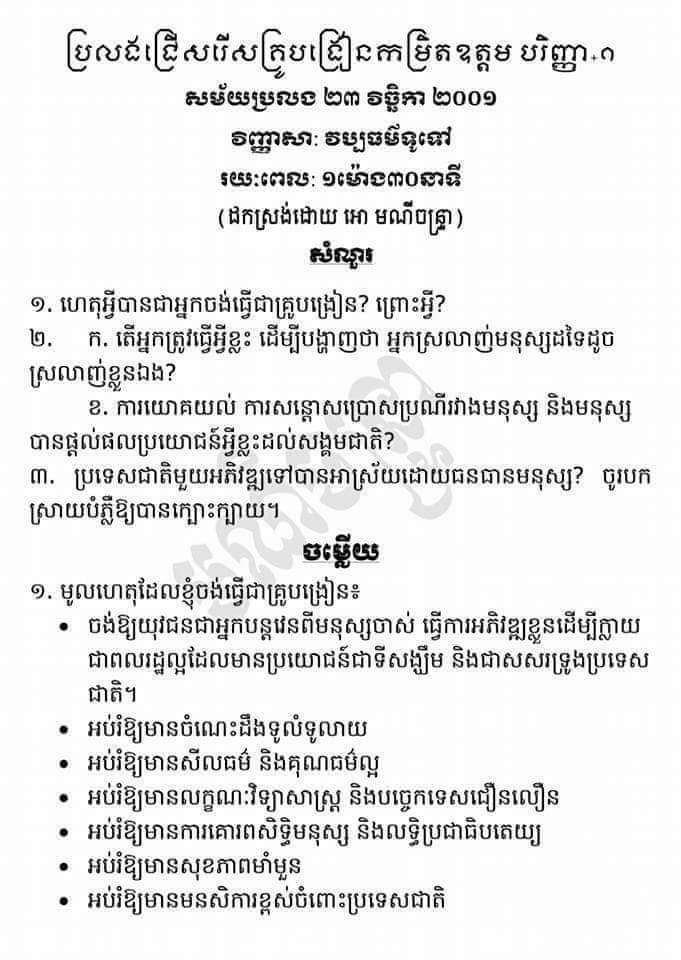 ប្រលងជ្រើសរើសគ្រូបង្រៀនកម្រិតឧត្តម បរិញ្ញា+១
សម័យប្រលង ២៣ វិច្ឆិកា ២០០១
វិញ្ញាសា: វប្បធម៌ទូទៅ
រយៈពេល: ១ម៉ោង៣០នាទី
(ដកស្រង់ដោយ អោ មណីចន្ទ្រា)
សំណួរ
១. ហេតុអ្វីបានជាអ្នកចង់ធ្វើជាគ្រូបង្រៀន? ព្រោះអ្វី?
២. ក. តើអ្នកត្រូវធ្វើអ្វីខ្លះ ដើម្បីបង្ហាញថា អ្នកស្រលាញ់មនុស្សដទៃដូច
ស្រលាញ់ខ្លួនឯង?
ខ. ការយោគយល់ ការសន្តោសប្រោសប្រណីរវាងមនុស្ស និងមនុស្ស
បានផ្តល់ផលប្រយោជន៍អ្វីខ្លះដល់សង្គមជាតិ?
៣. ប្រទេសជាតិមួយអភិវឌ្ឍទៅបានអាស្រ័យដោយធនធានមនុស្ស? ចូរបក
ស្រាយបំភ្លឺឱ្យបានក្បោះក្បាយ។
ចម្លើយ
១. មូលហេតុដែលខ្ញុំចង់ធ្វើជាគ្រូបង្រៀន៖
• ចង់ឱ្យយុវជនជាអ្នកបន្តវេនពីមនុស្សចាស់ ធ្វើការអភិវឌ្ឍខ្លួនដើម្បីក្លាយ
ជាពលរដ្ឋល្អដែលមានប្រយោជន៍ជាទីសង្ឃឹម និងជាសសរទ្រូងប្រទេស
ជាតិ។
• អប់រំឱ្យមានចំណេះដឹងទូលំទូលាយ
• អប់រំឱ្យមានសីលធម៌ និងគុណធម៌ល្អ
• អប់រំឱ្យមានលក្ខណៈវិទ្យាសាស្ត្រ និងបច្ចេកទេសជឿនលឿន
• អប់រំឱ្យមានការគោរពសិទ្ធិមនុស្ស និងលទ្ធិប្រជាធិបតេយ្យ
• អប់រំឱ្យមានសុខភាពមាំមួន
• អប់រំឱ្យមានមនសិការខ្ពស់ចំពោះប្រទេសជាតិ